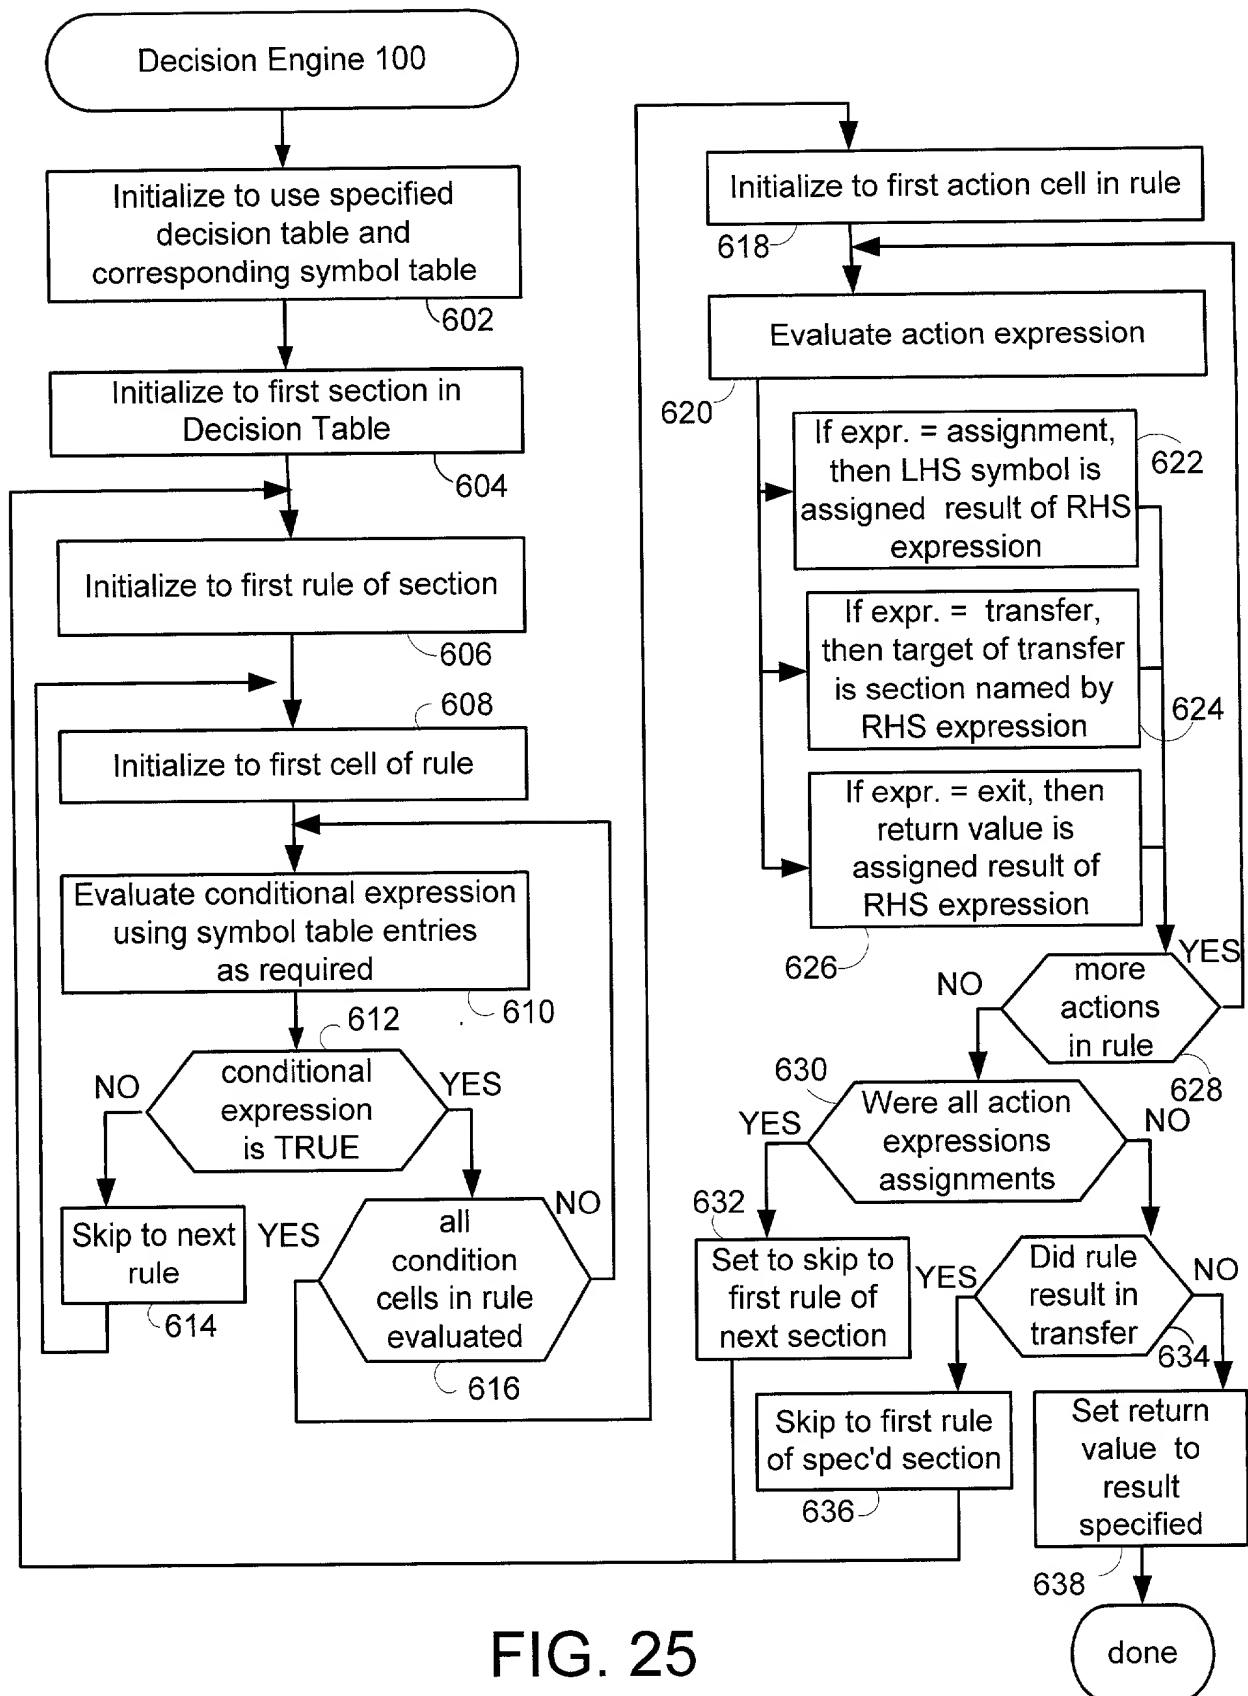 Decision Engine 100
Initialize to use specified
decision table and
corresponding symbol table
602
Initialize to first section in
Decision Table
604
Initialize to first rule of section
606
608
Initialize to first cell of rule
Evaluate conditional expression
using symbol table entries
as required
610
612
conditional
expression
is TRUE
NO
YES
Skip to next
rule
614
YES
all
condition
cells in rule
evaluated
NO
616
Initialize to first action cell in rule
618
Evaluate action expression
620
If expr. = assignment,
then LHS symbol is
assigned result of RHS
expression
622
If expr. = transfer,
then target of transfer
is section named by
RHS expression
624
If expr. = exit, then
return value is
assigned result of
RHS expression
626
more
actions
in rule
YES
NO
628
630
Were all action
expressions
assignments
YES
NO
632
Set to skip to
first rule of
next section
Did rule
result in
transfer
YES
NO
634
Skip to first rule
of spec'd section
636
Set return
value to
result
specified
638
done
FIG. 25